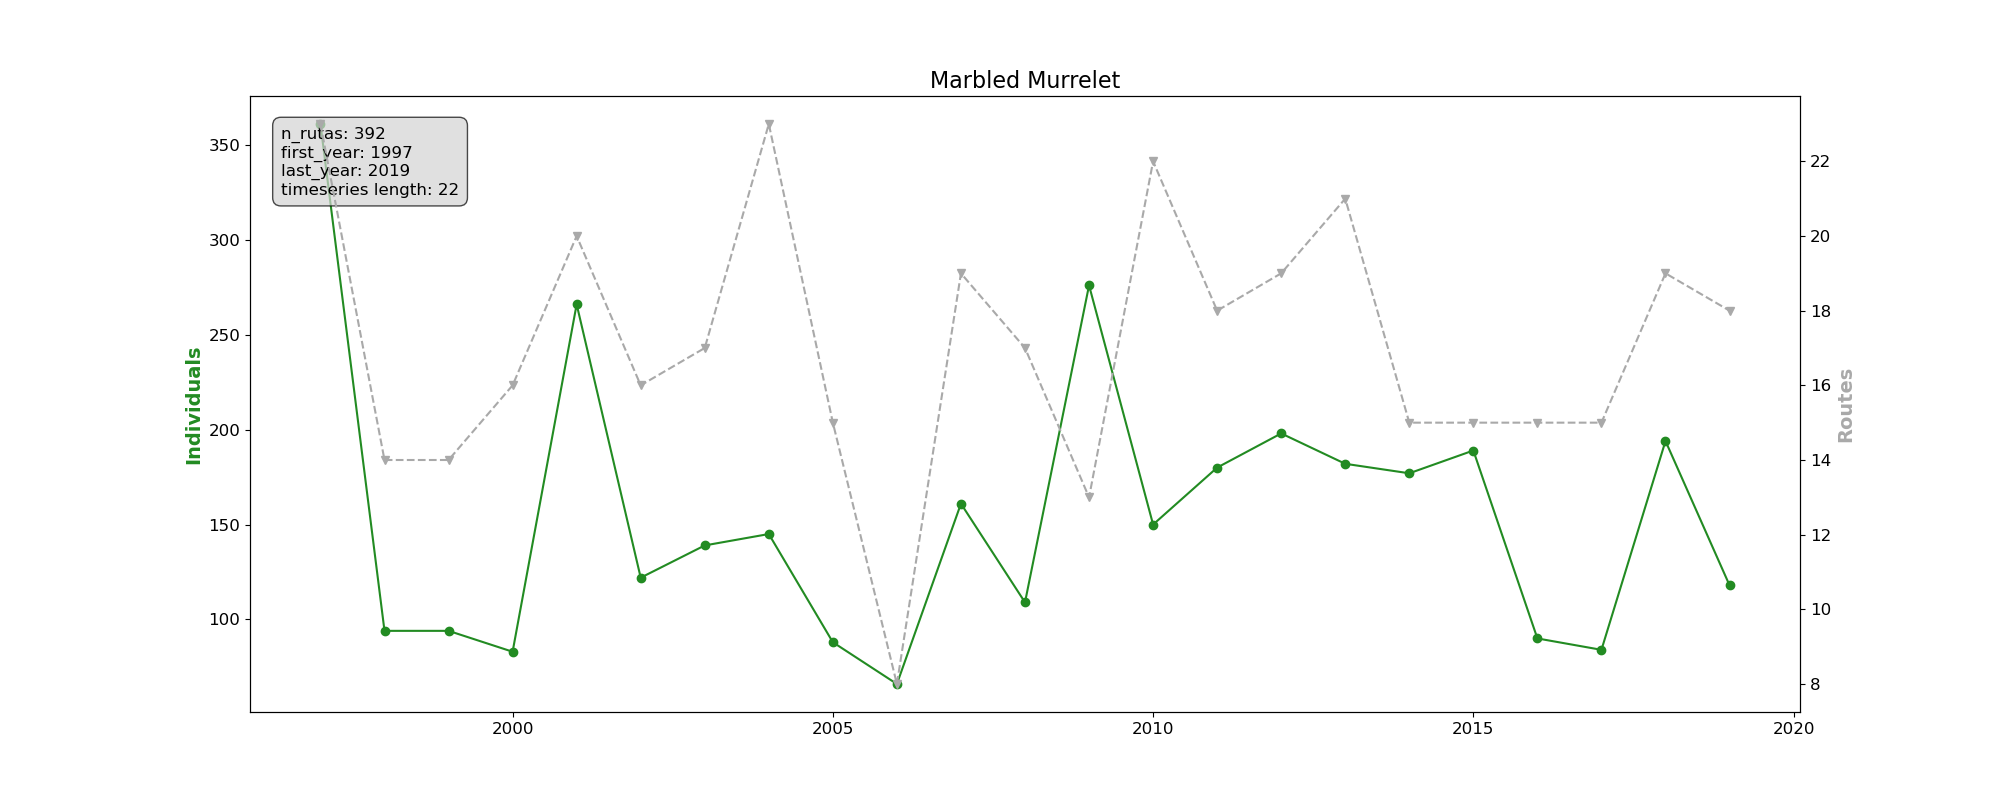 Marbled Murrelet
n_rutas: 392
first_year: 1997
last_year: 2019
timeseries length: 22
350
300
250
200
150
100
Individuals
22
20
18
16
14
12
10
8
Routes
2000
2005
2010
2015
2020